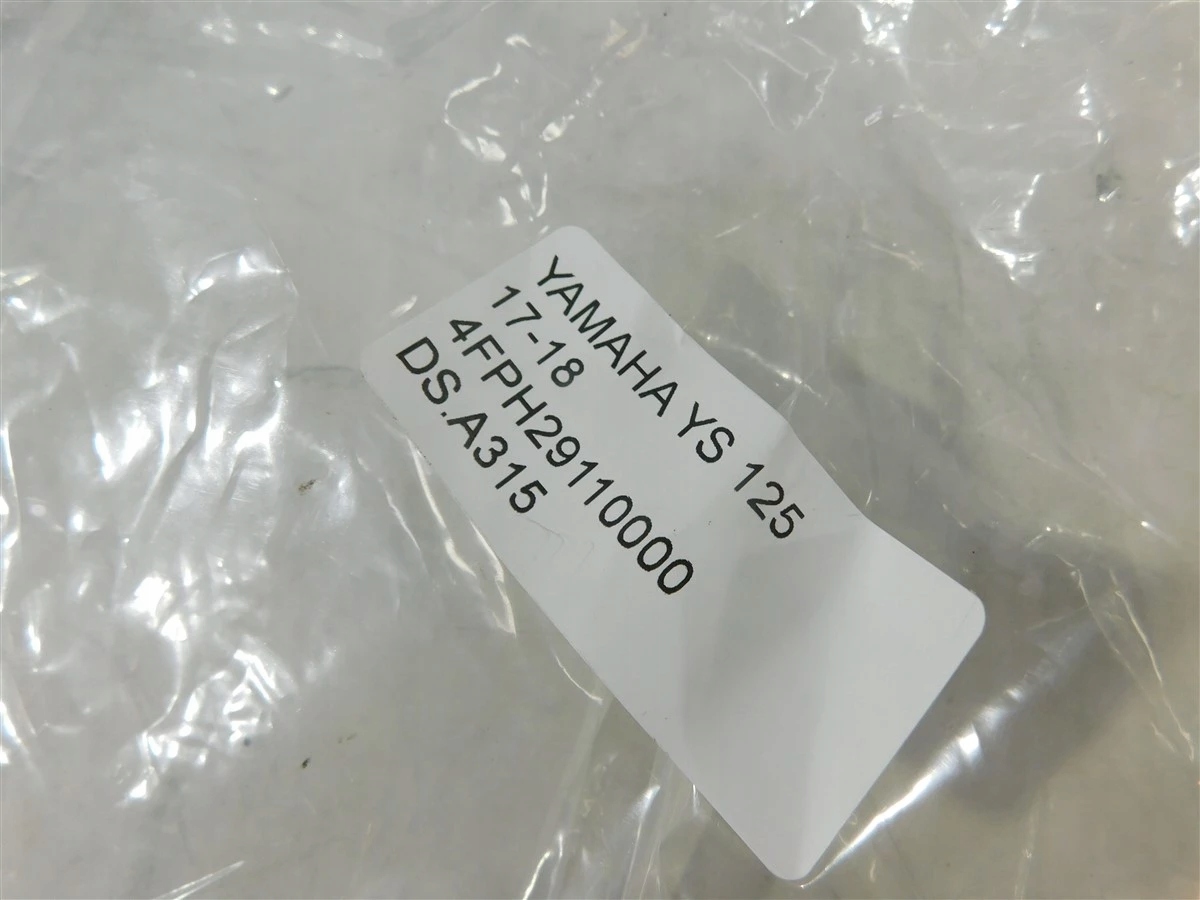 YAMAHA YS 125
17-18
4FPH29110000
DS.A315